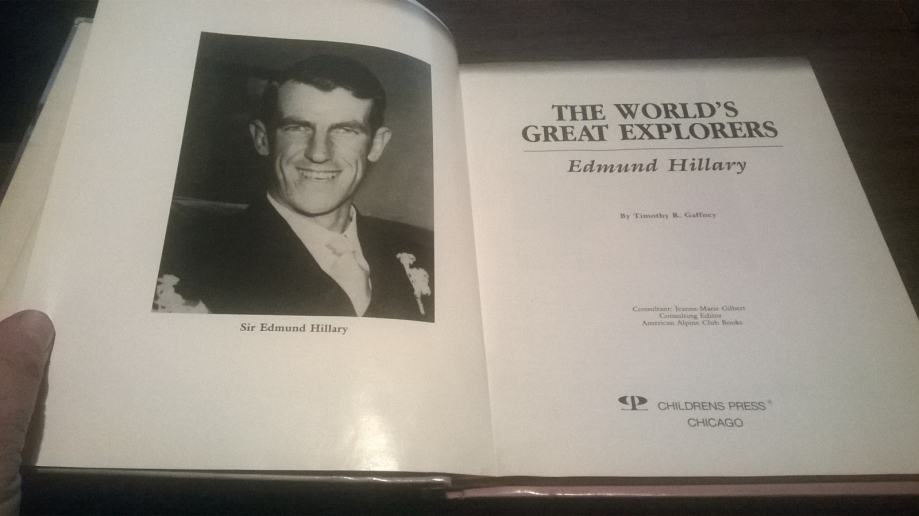 Sir Edmund Hillary
THE WORLD'S
GREAT EXPLORERS
Edmund Hillary
By Timothy R. Gaffney
Consultant: Jeanne-Marie Gilbert
Consulting Editor
American Alpine Club Books
CHILDRENS PRESS®
CHICAGO